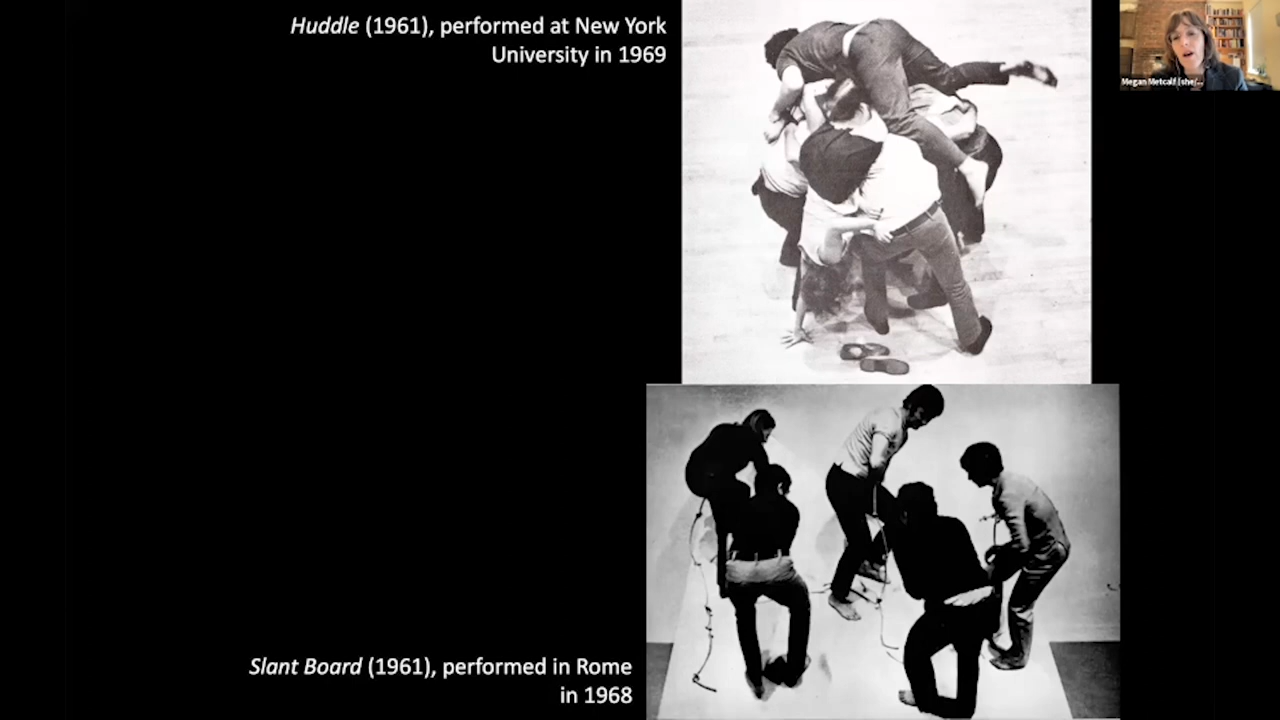 Huddle (1961), performed at New York
University in 1969
Megan Metcalf (she/...
Slant Board (1961), performed in Rome
in 1968